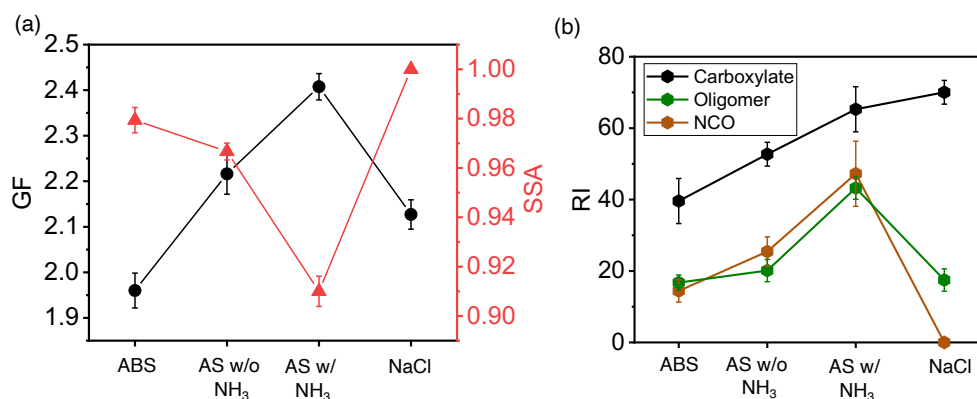 (a)
GF
2.5
2.4
2.3
2.2
2.1
2.0
1.9
1.00
0.98
0.96
0.94
0.92
0.90
SSA
ABS
AS w/o
NH₃
AS w/
NH₃
NaCl
(b)
RI
80
60
40
20
0
Carboxylate
Oligomer
NCO
ABS
AS w/o
NH₃
AS w/
NH₃
NaCl